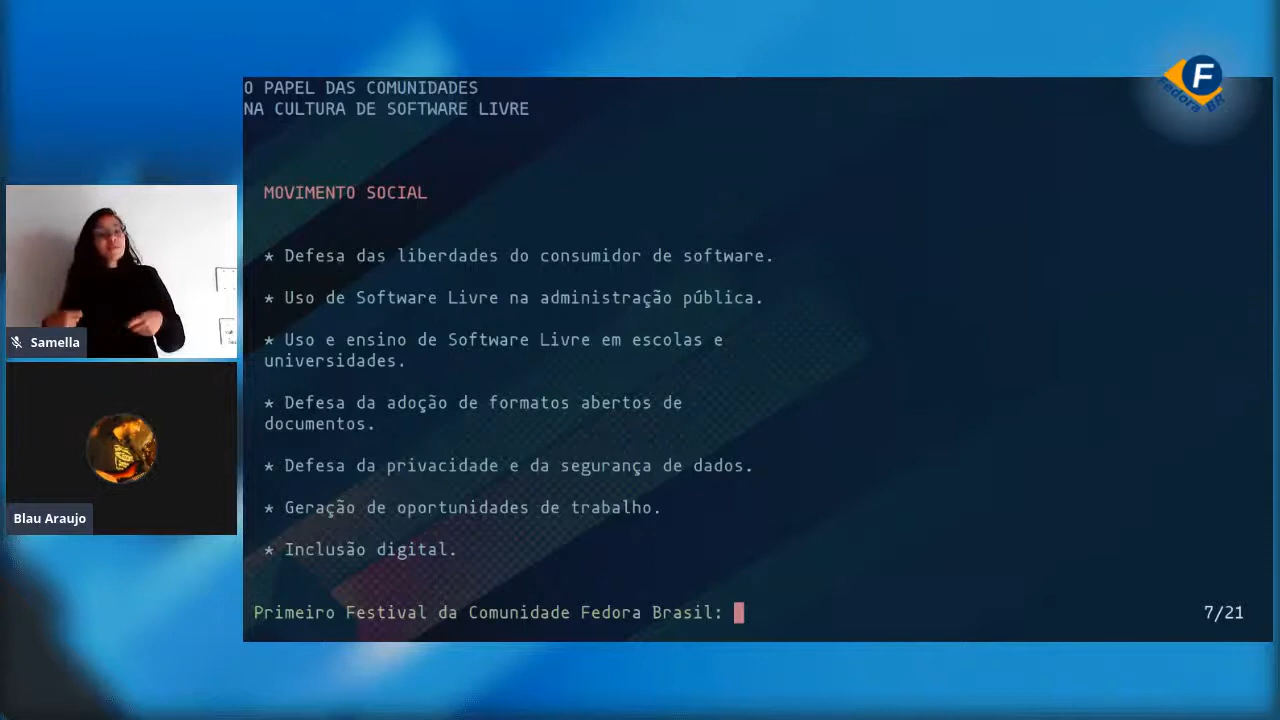 O PAPEL DAS COMUNIDADES
NA CULTURA DE SOFTWARE LIVRE
MOVIMENTO SOCIAL
* Defesa das liberdades do consumidor de software.
* Uso de Software Livre na administração pública.
* Uso e ensino de Software Livre em escolas e
universidades.
* Defesa da adoção de formatos abertos de
documentos.
* Defesa da privacidade e da segurança de dados.
* Geração de oportunidades de trabalho.
* Inclusão digital.
Primeiro Festival da Comunidade Fedora Brasil:
7/21
Samella
Blau Araujo
F
Fedora BR